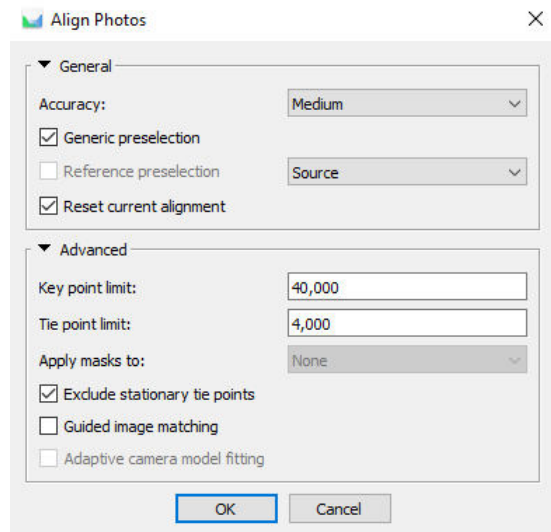 Align Photos
General
Accuracy: Medium
Generic preselection
Reference preselection Source
Reset current alignment
Advanced
Key point limit: 40,000
Tie point limit: 4,000
Apply masks to: None
Exclude stationary tie points
Guided image matching
Adaptive camera model fitting
OK Cancel